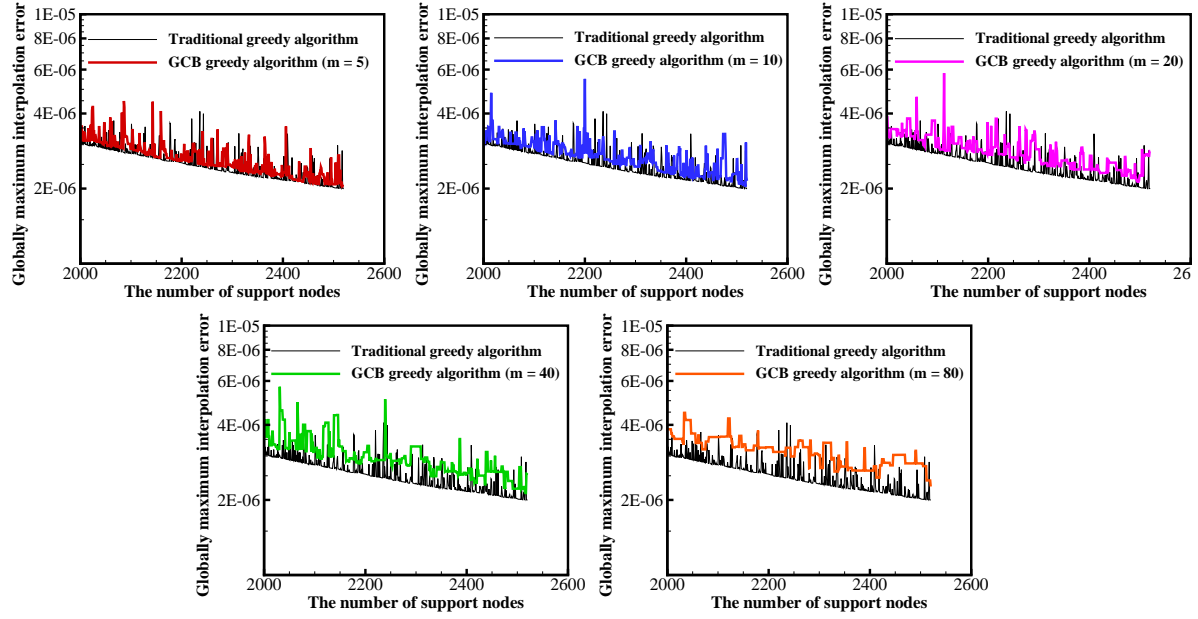 Globally maximum interpolation error
1E-05
8E-06
6E-06
4E-06
2E-06
Traditional greedy algorithm
GCB greedy algorithm (m = 5)
2000
2200
2400
2600
The number of support nodes
Globally maximum interpolation error
1E-05
8E-06
6E-06
4E-06
2E-06
Traditional greedy algorithm
GCB greedy algorithm (m = 10)
2000
2200
2400
2600
The number of support nodes
Globally maximum interpolation error
1E-05
8E-06
6E-06
4E-06
2E-06
Traditional greedy algorithm
GCB greedy algorithm (m = 20)
2000
2200
2400
260
The number of support nodes
Globally maximum interpolation error
1E-05
8E-06
6E-06
4E-06
2E-06
Traditional greedy algorithm
GCB greedy algorithm (m = 40)
2000
2200
2400
2600
The number of support nodes
Globally maximum interpolation error
1E-05
8E-06
6E-06
4E-06
2E-06
Traditional greedy algorithm
GCB greedy algorithm (m = 80)
2000
2200
2400
2600
The number of support nodes